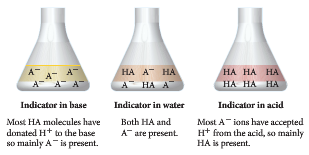 A⁻ A⁻ A⁻
A⁻ A⁻ A⁻
HA A⁻ HA
A⁻ HA A⁻
HA HA HA
HA HA HA
Indicator in base
Most HA molecules have
donated H⁺ to the base
so mainly A⁻ is present.
Indicator in water
Both HA and
A⁻ are present.
Indicator in acid
Most A⁻ ions have accepted
H⁺ from the acid, so mainly
HA is present.